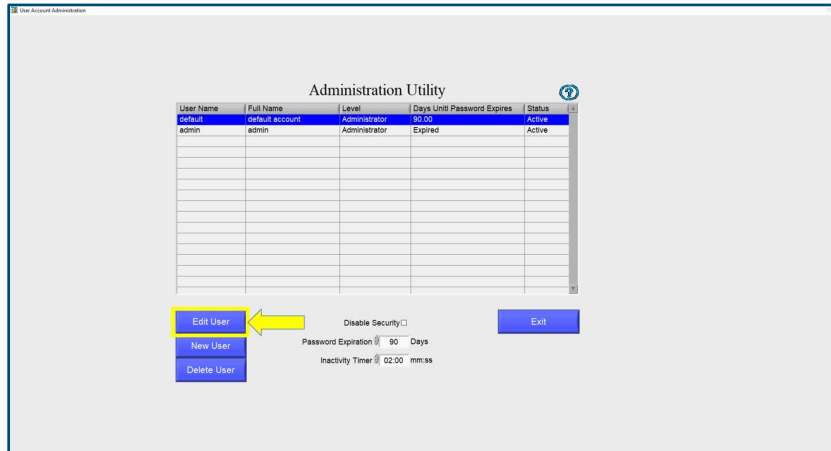 User Account Administration
Administration Utility
?
User Name Full Name Level Days Unitl Password Expires Status
default default account Administrator 90.00 Active
admin admin Administrator Expired Active
Edit User
Disable Security
Exit
New User
Password Expiration 90 Days
Inactivity Timer 02:00 mm:ss
Delete User